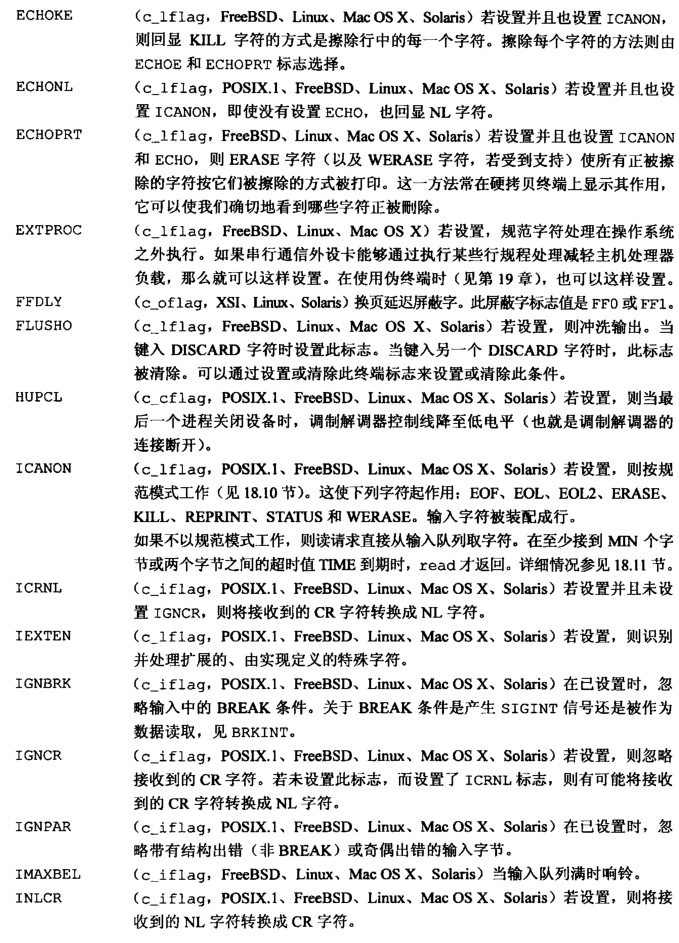 ECHOKE （c_lflag，FreeBSD、Linux、Mac OS X、Solaris）若设置并且也设置 ICANON，
则回显 KILL 字符的方式是擦除行中的每一个字符。擦除每个字符的方法则由
ECHOE 和 ECHOPRT 标志选择。
ECHONL （c_lflag，POSIX.1、FreeBSD、Linux、Mac OS X、Solaris）若设置并且也设
置 ICANON，即使没有设置 ECHO，也回显 NL 字符。
ECHOPRT （c_lflag，FreeBSD、Linux、Mac OS X、Solaris）若设置并且也设置 ICANON
和 ECHO，则 ERASE 字符（以及 WERASE 字符，若受到支持）使所有正被擦
除的字符按它们被擦除的方式被打印。这一方法常在硬拷贝终端上显示其作用，
它可以使我们确切地看到哪些字符正被删除。
EXTPROC （c_lflag，FreeBSD、Linux、Mac OS X）若设置，规范字符处理在操作系统
之外执行。如果串行通信外设卡能够通过执行某些行规程处理减轻主机处理器
负载，那么就可以这样设置。在使用伪终端时（见第 19 章），也可以这样设置。
FFDLY （c_oflag，XSI、Linux、Solaris）换页延迟屏蔽字。此屏蔽字标志值是 FF0 或 FF1。
FLUSHO （c_lflag，FreeBSD、Linux、Mac OS X、Solaris）若设置，则冲洗输出。当
键入 DISCARD 字符时设置此标志。当键入另一个 DISCARD 字符时，此标志
被清除。可以通过设置或清除此终端标志来设置或清除此条件。
HUPCL （c_cflag，POSIX.1、FreeBSD、Linux、Mac OS X、Solaris）若设置，则当最
后一个进程关闭设备时，调制解调器控制线降至低电平（也就是调制解调器的
连接断开）。
ICANON （c_lflag，POSIX.1、FreeBSD、Linux、Mac OS X、Solaris）若设置，则按规
范模式工作（见 18.10 节）。这使下列字符起作用：EOF、EOL、EOL2、ERASE、
KILL、REPRINT、STATUS 和 WERASE。输入字符被装配成行。
如果不以规范模式工作，则读请求直接从输入队列取字符。在至少接到 MIN 个字
节或两个字节之间的超时值 TIME 到期时，read 才返回。详细情况参见 18.11 节。
ICRNL （c_iflag，POSIX.1、FreeBSD、Linux、Mac OS X、Solaris）若设置并且未设
置 IGNCR，则将接收到的 CR 字符转换成 NL 字符。
IEXTEN （c_lflag，POSIX.1、FreeBSD、Linux、Mac OS X、Solaris）若设置，则识别
并处理扩展的、由实现定义的特殊字符。
IGNBRK （c_iflag，POSIX.1、FreeBSD、Linux、Mac OS X、Solaris）在已设置时，忽
略输入中的 BREAK 条件。关于 BREAK 条件是产生 SIGINT 信号还是被作为
数据读取，见 BRKINT。
IGNCR （c_iflag，POSIX.1、FreeBSD、Linux、Mac OS X、Solaris）若设置，则忽略
接收到的 CR 字符。若未设置此标志，而设置了 ICRNL 标志，则有可能将接收
到的 CR 字符转换成 NL 字符。
IGNPAR （c_iflag，POSIX.1、FreeBSD、Linux、Mac OS X、Solaris）在已设置时，忽
略带有结构出错（非 BREAK）或奇偶出错的输入字节。
IMAXBEL （c_iflag，FreeBSD、Linux、Mac OS X、Solaris）当输入队列满时响铃。
INLCR （c_iflag，POSIX.1、FreeBSD、Linux、Mac OS X、Solaris）若设置，则将接
收到的 NL 字符转换成 CR 字符。